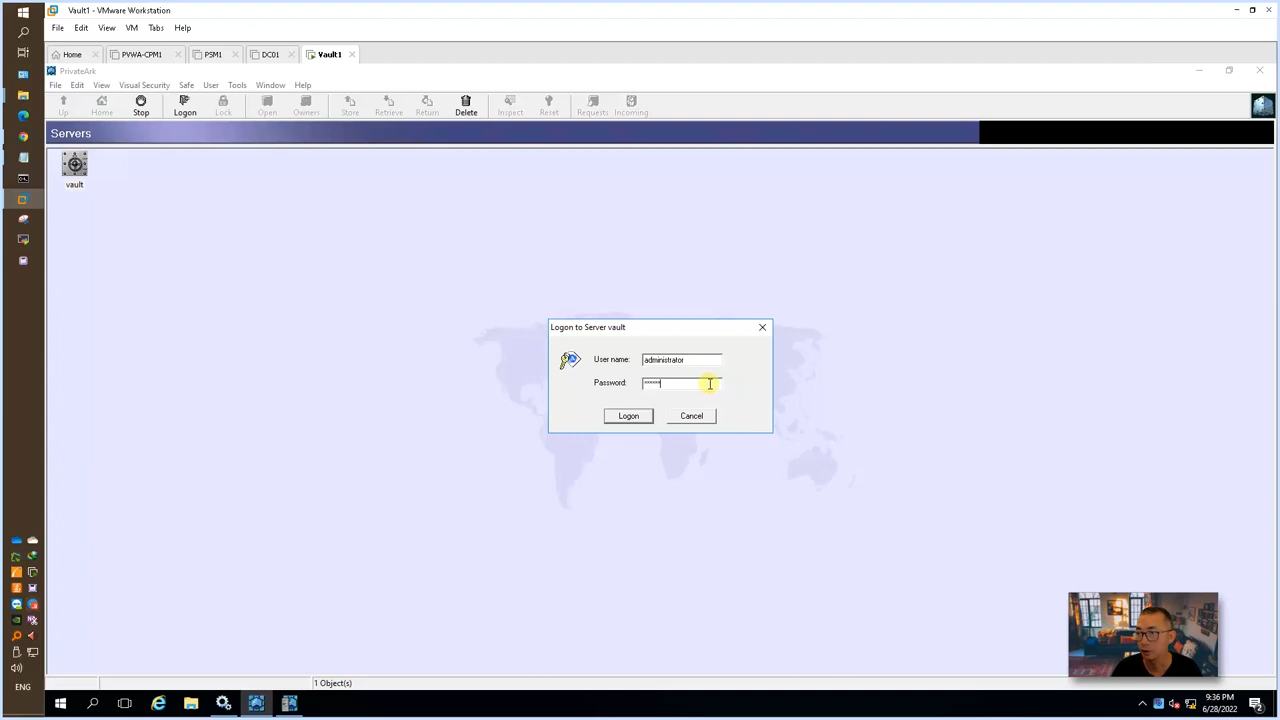 Vault1 - VMware Workstation
File Edit View VM Tabs Help
Home PVWA-CPM1 PSM1 DC01 Vault1
PrivateArk
File Edit View Visual Security Safe User Tools Window Help
Up Home Stop Logon Lock Open Owners Store Retrieve Return Delete Inspect Reset Requests Incoming
Servers
vault
Logon to Server vault
User name: administrator
Password: ******
Logon Cancel
1 Object(s)
ENG
9:36 PM
6/28/2022
2